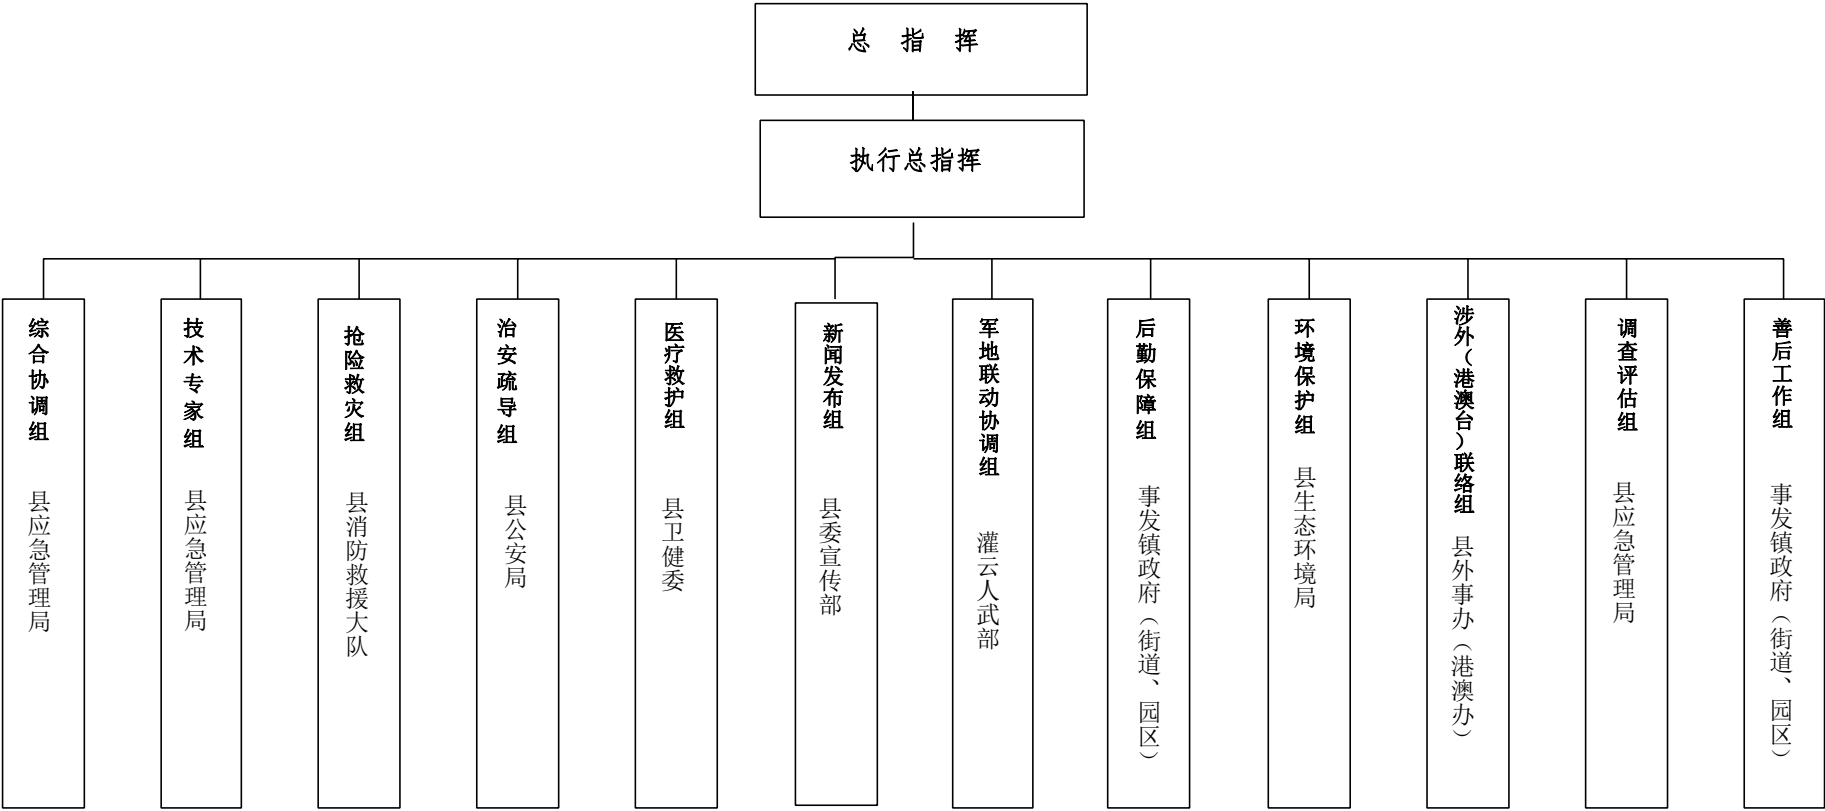 总 指 挥
执行总指挥
综合协调组 县应急管理局
技术专家组 县应急管理局
抢险救灾组 县消防救援大队
治安疏导组 县公安局
医疗救护组 县卫健委
新闻发布组 县委宣传部
军地联动协调组 灌云人武部
后勤保障组 事发镇政府（街道、园区）
环境保护组 县生态环境局
涉外（港澳台）联络组 县外事办（港澳办）
调查评估组 县应急管理局
善后工作组 事发镇政府（街道、园区）